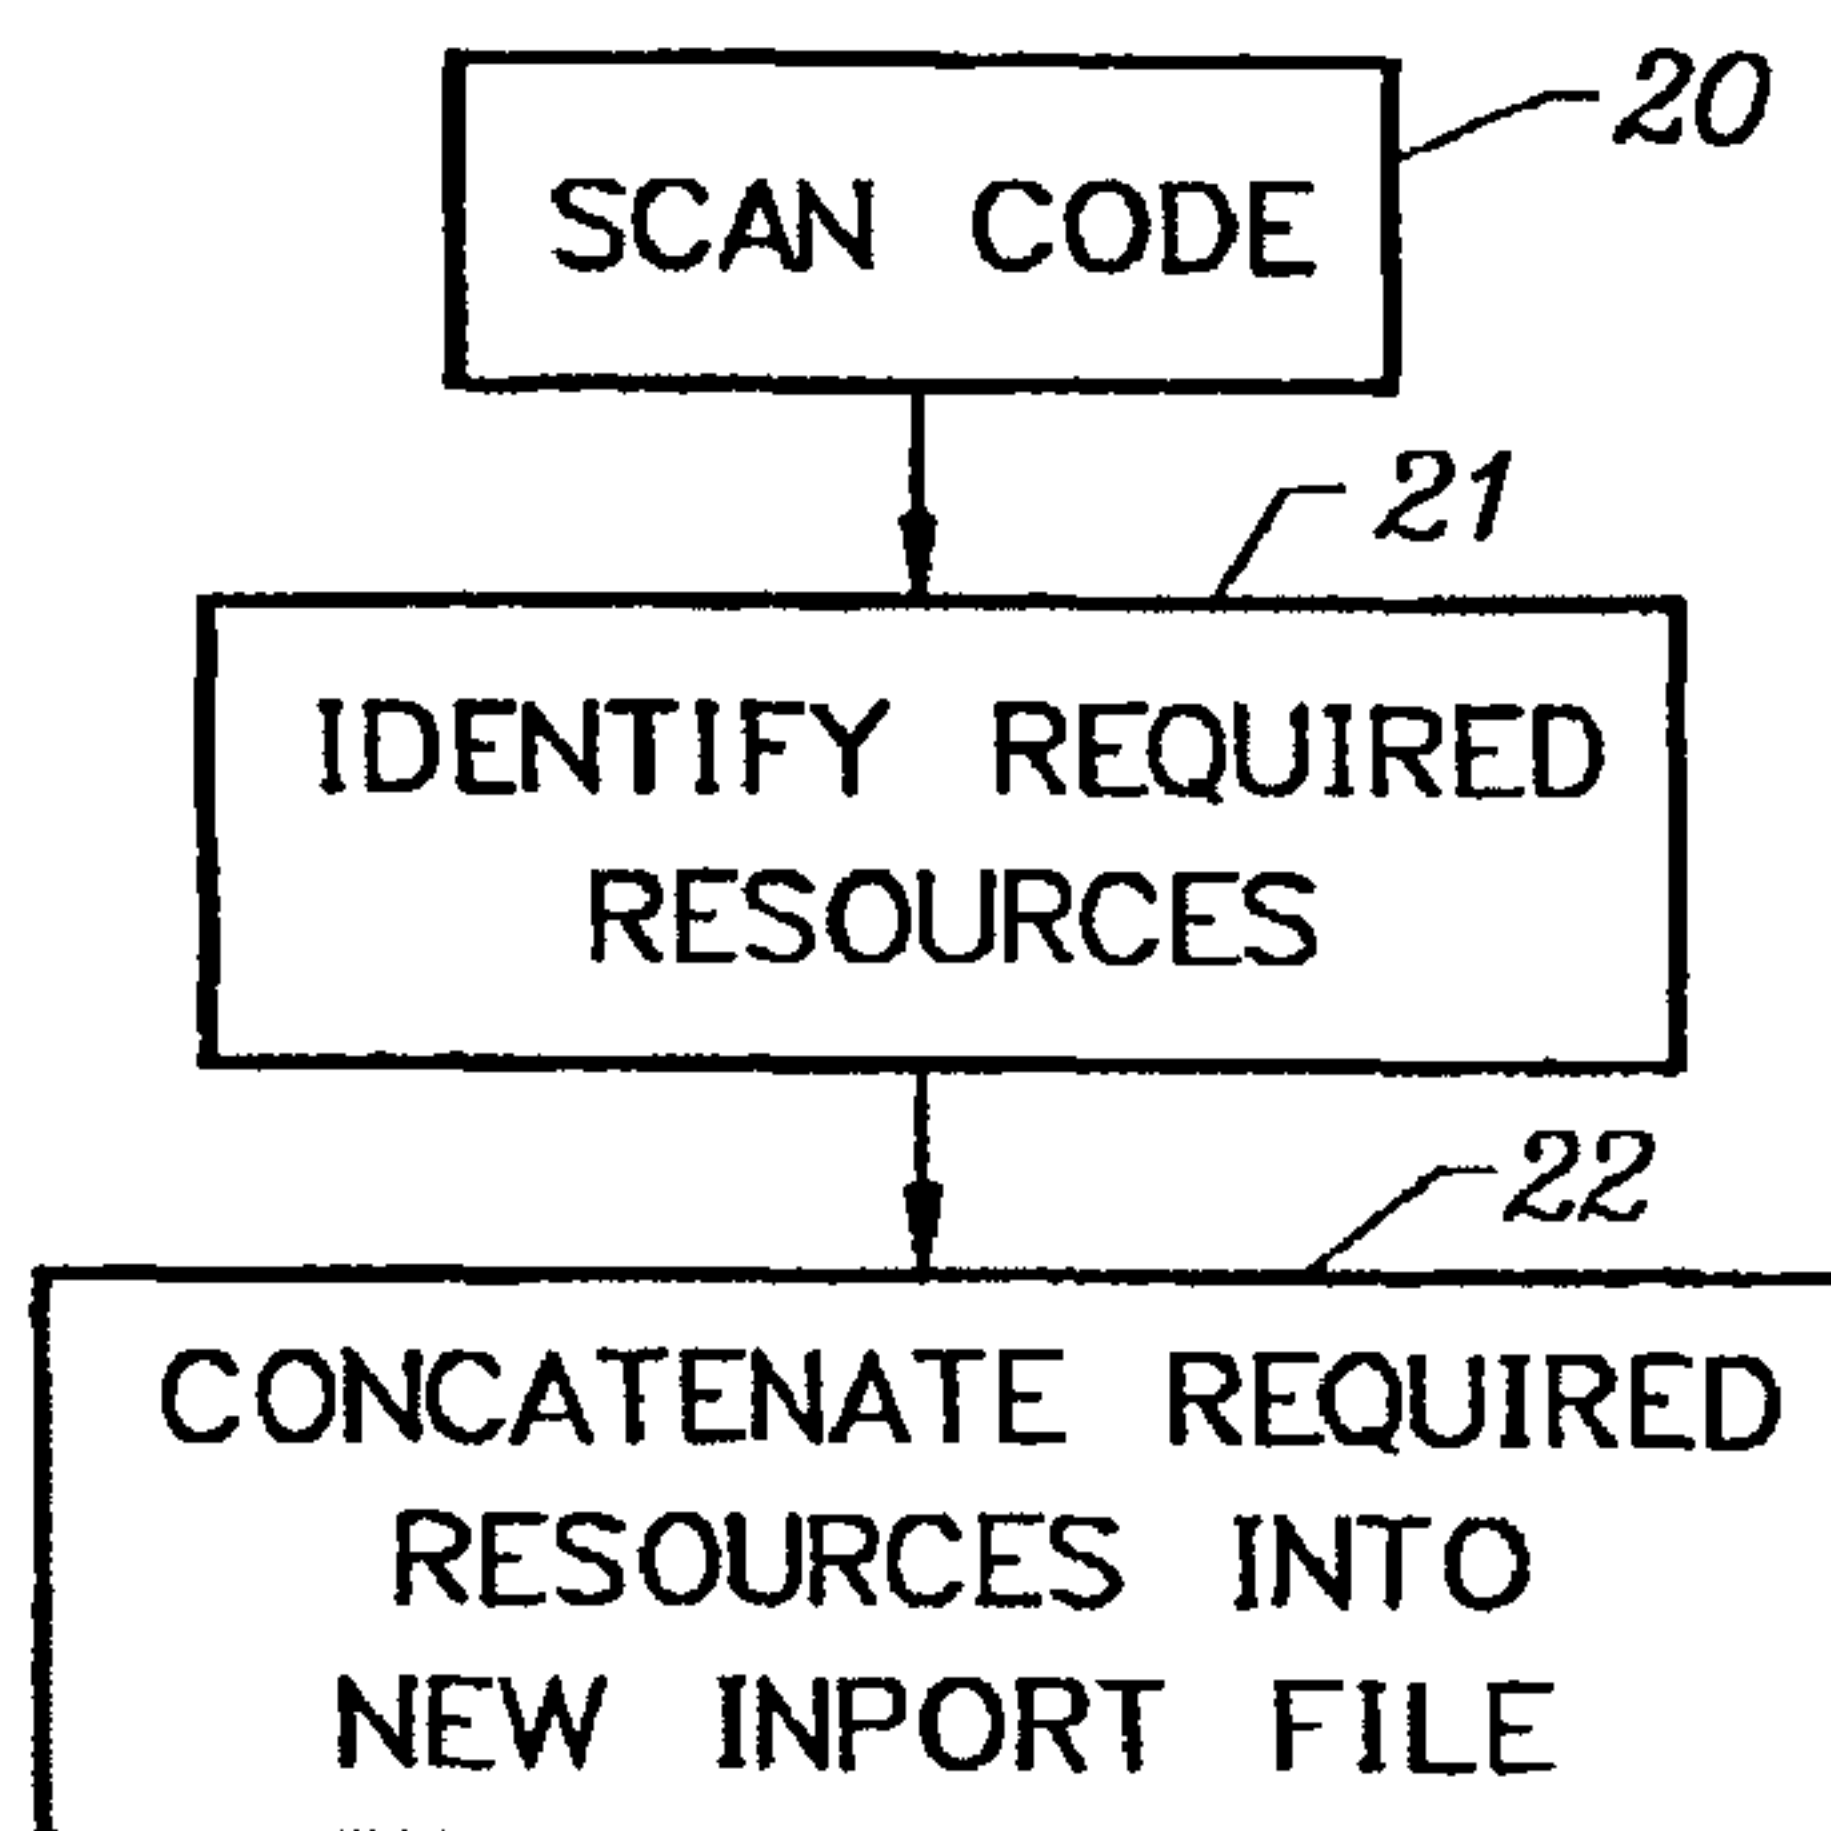 20
SCAN CODE
21
IDENTIFY REQUIRED
RESOURCES
22
CONCATENATE REQUIRED
RESOURCES INTO
NEW INPORT FILE